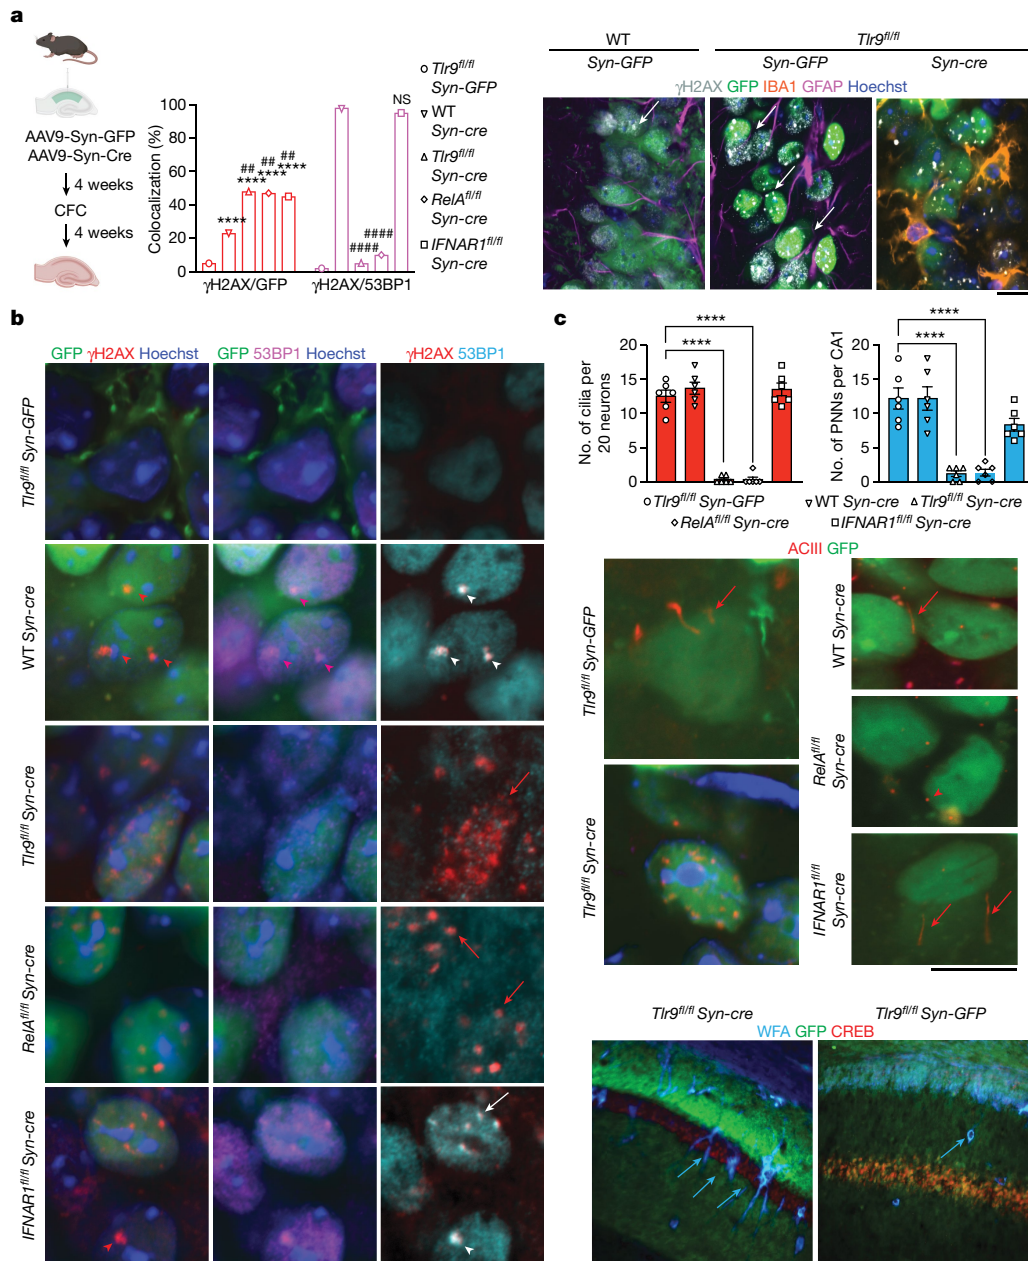 a
AAV9-Syn-GFP
AAV9-Syn-Cre
4 weeks
CFC
4 weeks
Colocalization (%)
100
80
60
40
20
0
****
##
****
##
****
##
****
####
####
NS
γH2AX/GFP
γH2AX/53BP1
Tlr9fl/fl
Syn-GFP
WT
Syn-cre
Tlr9fl/fl
Syn-cre
RelAfl/fl
Syn-cre
IFNAR1fl/fl
Syn-cre
WT
Tlr9fl/fl
Syn-GFP
Syn-GFP
Syn-cre
γH2AX GFP IBA1 GFAP Hoechst
b
GFP γH2AX Hoechst
GFP 53BP1 Hoechst
γH2AX 53BP1
Tlr9fl/fl Syn-GFP
WT Syn-cre
Tlr9fl/fl Syn-cre
RelAfl/fl Syn-cre
IFNAR1fl/fl Syn-cre
c
No. of cilia per
20 neurons
20
15
10
5
0
****
****
No. of PNNs per CA1
20
15
10
5
0
****
****
Tlr9fl/fl Syn-GFP
WT Syn-cre
Tlr9fl/fl Syn-cre
RelAfl/fl Syn-cre
IFNAR1fl/fl Syn-cre
ACIII GFP
Tlr9fl/fl Syn-GFP
Tlr9fl/fl Syn-cre
WT Syn-cre
RelAfl/fl
Syn-cre
IFNAR1fl/fl
Syn-cre
Tlr9fl/fl Syn-cre
Tlr9fl/fl Syn-GFP
WFA GFP CREB